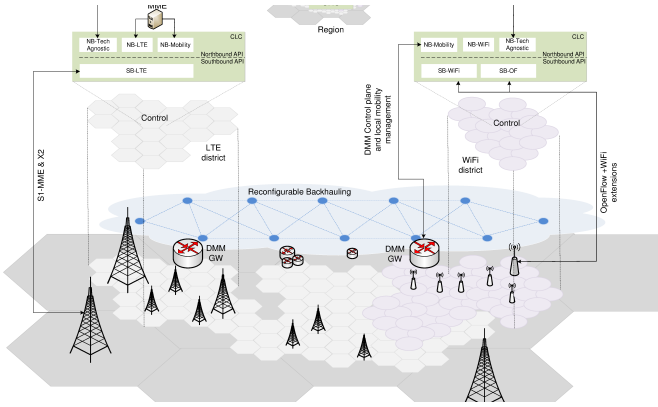 MME
Region
CLC
NB-Tech
Agnostic
NB-LTE
NB-Mobility
Northbound API
Southbound API
SB-LTE
CLC
NB-Mobility
NB-WiFi
NB-Tech
Agnostic
Northbound API
Southbound API
SB-WiFi
SB-OF
Control
LTE
district
S1-MME & X2
DMM Control plane
and local mobility
management
Control
WiFi
district
OpenFlow +WiFi
extensions
Reconfigurable Backhauling
DMM
GW
DMM
GW